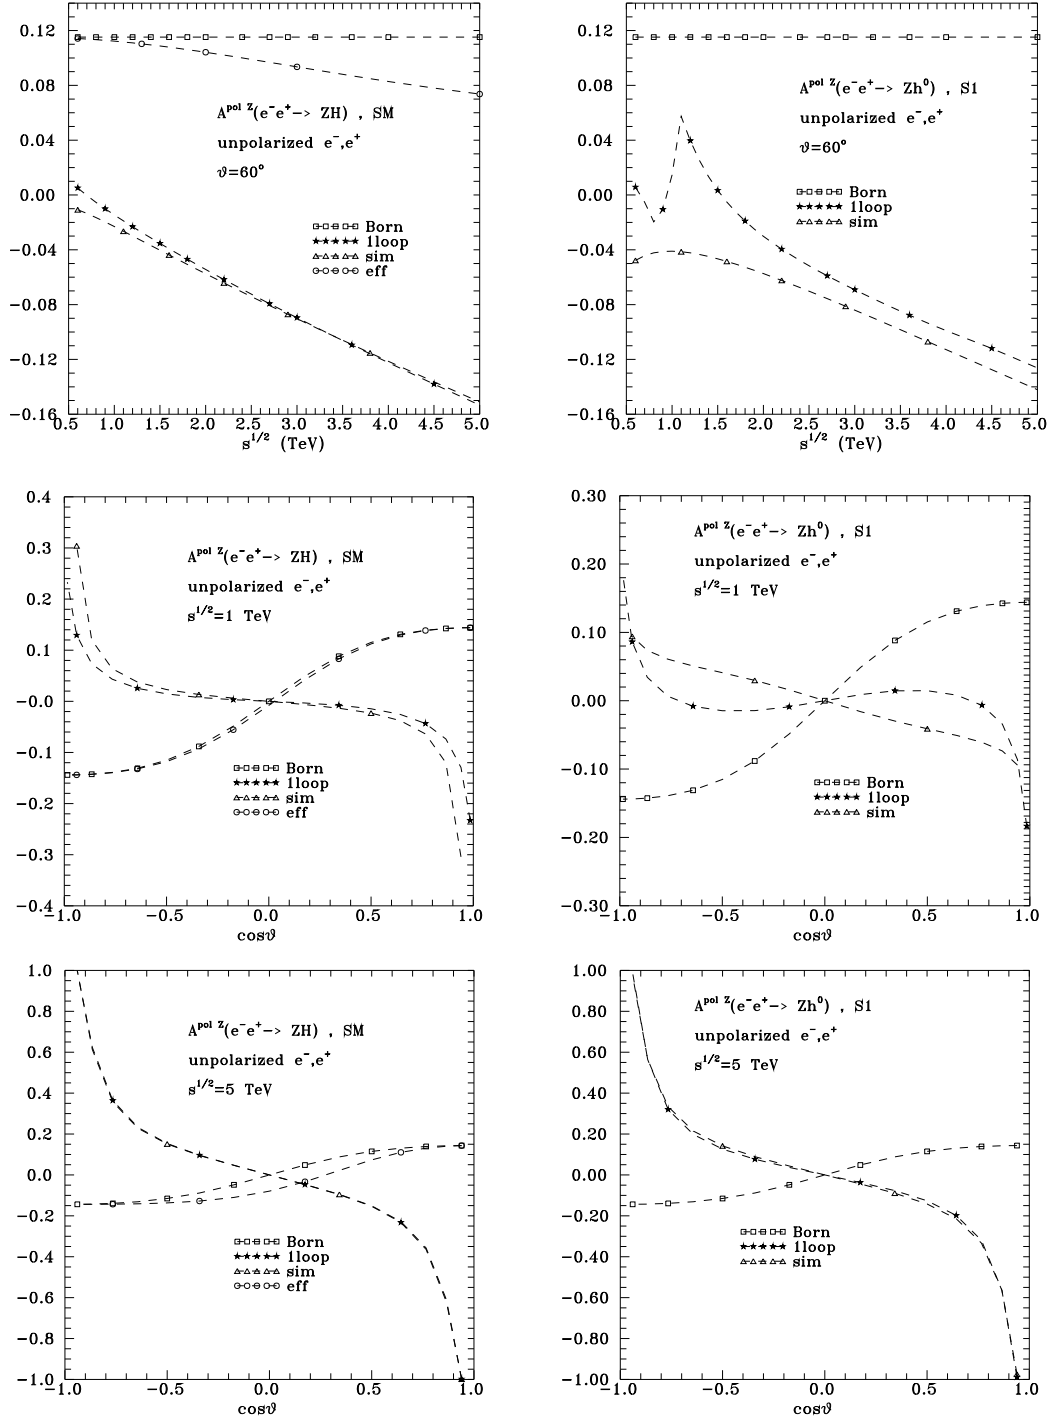 0.12
0.08
0.04
0.00
−0.04
−0.08
−0.12
−0.16
0.5 1.0 1.5 2.0 2.5 3.0 3.5 4.0 4.5 5.0
s^{1/2} (TeV)
A^{pol Z}(e^-e^+−> ZH) , SM
unpolarized e^-,e^+
ϑ=60°
Born
1loop
sim
eff
0.12
0.08
0.04
0.00
−0.04
−0.08
−0.12
−0.16
0.5 1.0 1.5 2.0 2.5 3.0 3.5 4.0 4.5 5.0
s^{1/2} (TeV)
A^{pol Z}(e^-e^+−> Zh^0) , S1
unpolarized e^-,e^+
ϑ=60°
Born
1loop
sim
0.4
0.3
0.2
0.1
−0.0
−0.1
−0.2
−0.3
−0.4
−1.0 −0.5 0.0 0.5 1.0
cosϑ
A^{pol Z}(e^-e^+−> ZH) , SM
unpolarized e^-,e^+
s^{1/2}=1 TeV
Born
1loop
sim
eff
0.30
0.20
0.10
0.00
−0.10
−0.20
−0.30
−1.0 −0.5 0.0 0.5 1.0
cosϑ
A^{pol Z}(e^-e^+−> Zh^0) , S1
unpolarized e^-,e^+
s^{1/2}=1 TeV
Born
1loop
sim
1.0
0.8
0.6
0.4
0.2
0.0
−0.2
−0.4
−0.6
−0.8
−1.0
−1.0 −0.5 0.0 0.5 1.0
cosϑ
A^{pol Z}(e^-e^+−> ZH) , SM
unpolarized e^-,e^+
s^{1/2}=5 TeV
Born
1loop
sim
eff
1.00
0.80
0.60
0.40
0.20
0.00
−0.20
−0.40
−0.60
−0.80
−1.00
−1.0 −0.5 0.0 0.5 1.0
cosϑ
A^{pol Z}(e^-e^+−> Zh^0) , S1
unpolarized e^-,e^+
s^{1/2}=5 TeV
Born
1loop
sim